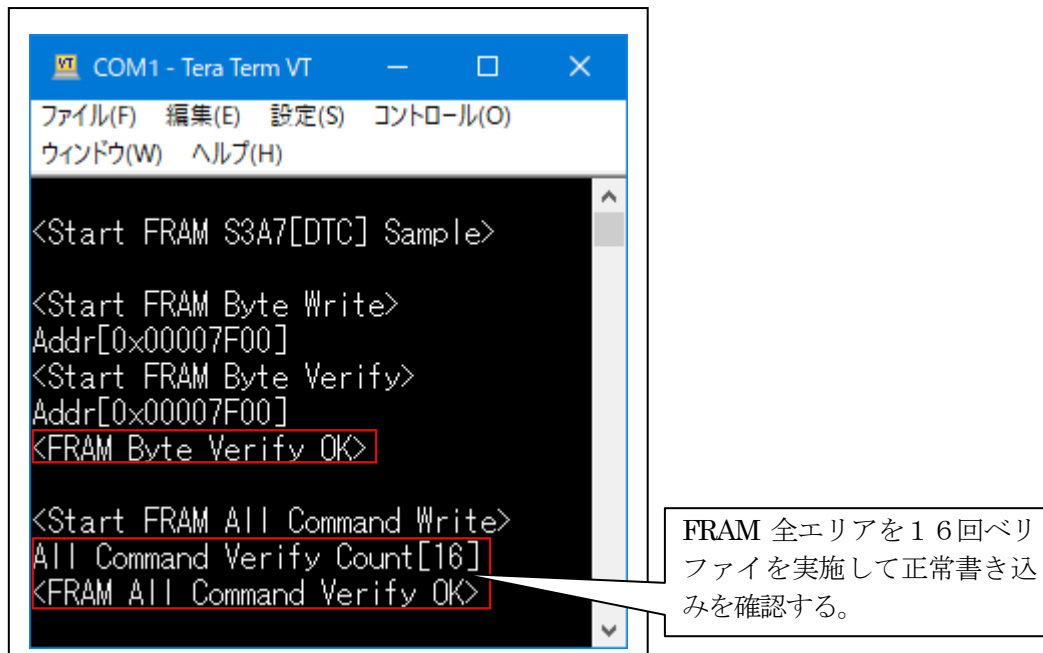 COM1 - Tera Term VT
ファイル(F) 編集(E) 設定(S) コントロール(O)
ウィンドウ(W) ヘルプ(H)
<Start FRAM S3A7[DTC] Sample>
<Start FRAM Byte Write>
Addr[0x00007F00]
<Start FRAM Byte Verify>
Addr[0x00007F00]
<FRAM Byte Verify OK>
<Start FRAM All Command Write>
All Command Verify Count[16]
<FRAM All Command Verify OK>
FRAM 全エリアを16回ベリ
ファイを実施して正常書き込
みを確認する。